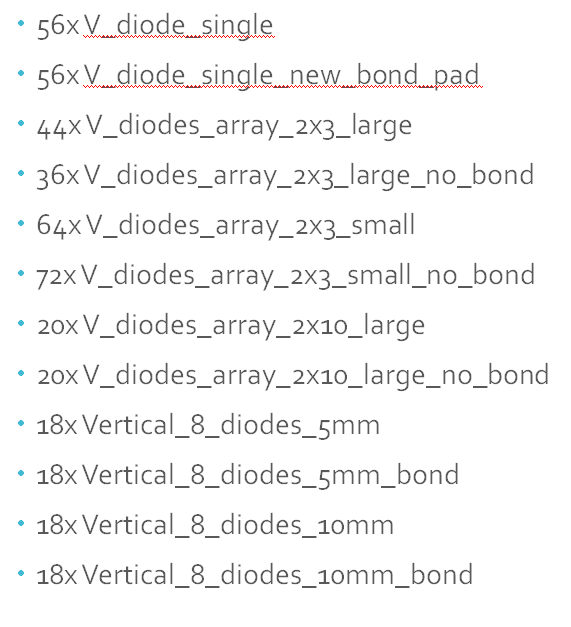 • 56x V_diode_single
• 56x V_diode_single_new_bond_pad
• 44x V_diodes_array_2x3_large
• 36x V_diodes_array_2x3_large_no_bond
• 64x V_diodes_array_2x3_small
• 72x V_diodes_array_2x3_small_no_bond
• 20x V_diodes_array_2x10_large
• 20x V_diodes_array_2x10_large_no_bond
• 18x Vertical_8_diodes_5mm
• 18x Vertical_8_diodes_5mm_bond
• 18x Vertical_8_diodes_10mm
• 18x Vertical_8_diodes_10mm_bond